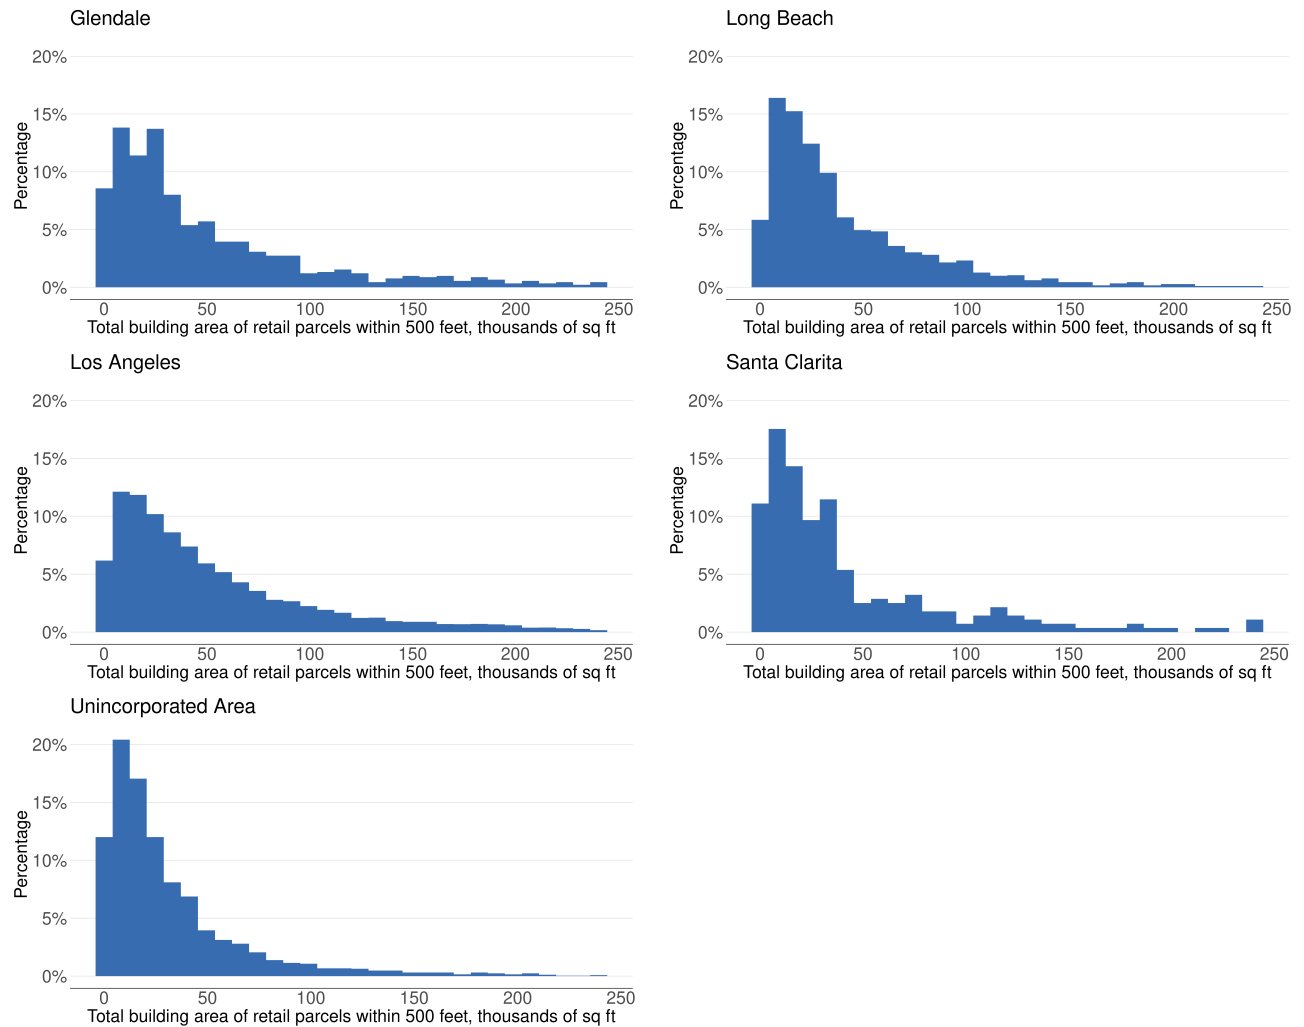 Glendale
20%
15%
10%
5%
0%
Percentage
0 50 100 150 200 250
Total building area of retail parcels within 500 feet, thousands of sq ft
Long Beach
20%
15%
10%
5%
0%
Percentage
0 50 100 150 200 250
Total building area of retail parcels within 500 feet, thousands of sq ft
Los Angeles
20%
15%
10%
5%
0%
Percentage
0 50 100 150 200 250
Total building area of retail parcels within 500 feet, thousands of sq ft
Santa Clarita
20%
15%
10%
5%
0%
Percentage
0 50 100 150 200 250
Total building area of retail parcels within 500 feet, thousands of sq ft
Unincorporated Area
20%
15%
10%
5%
0%
Percentage
0 50 100 150 200 250
Total building area of retail parcels within 500 feet, thousands of sq ft